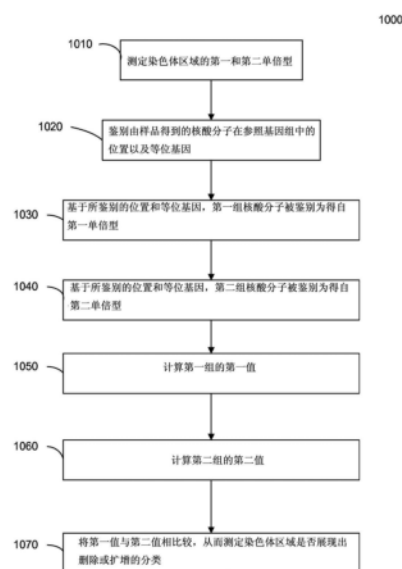 1000
1010
测定染色体区域的第一和第二单倍型
1020
鉴别由样品得到的核酸分子在参照基因组中的
位置以及等位基因
1030
基于所鉴别的位置和等位基因，第一组核酸分子被鉴别为得自
第一单倍型
1040
基于所鉴别的位置和等位基因，第二组核酸分子被鉴别为得自
第二单倍型
1050
计算第一组的第一值
1060
计算第二组的第二值
1070
将第一值与第二值相比较，从而测定染色体区域是否展现出
删除或扩增的分类